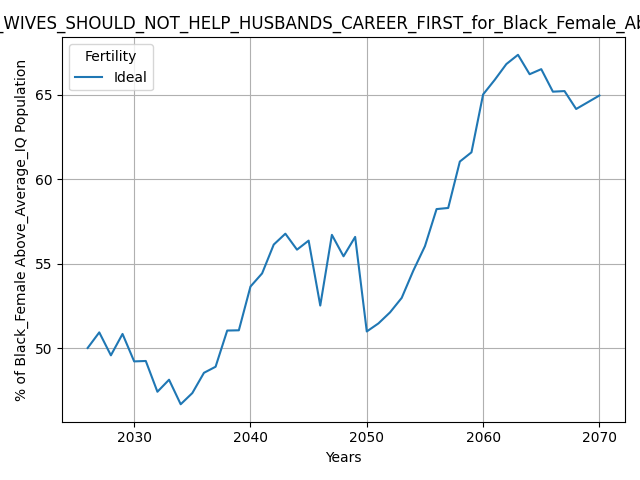 _WIVES_SHOULD_NOT_HELP_HUSBANDS_CAREER_FIRST_for_Black_Female_Ab
Fertility
Ideal
% of Black_Female Above_Average_IQ Population
65
60
55
50
2030 2040 2050 2060 2070
Years